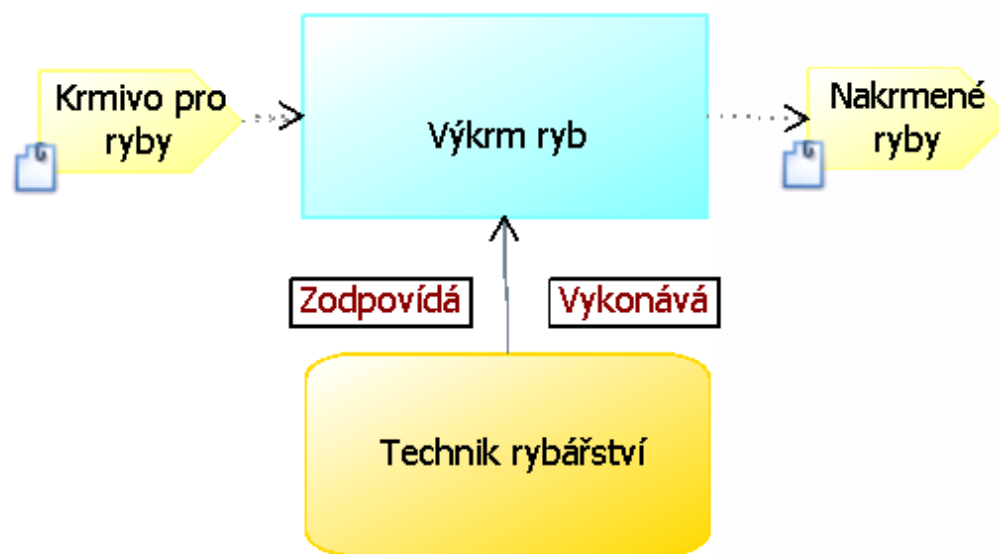 Krmivo pro
ryby
Výkrm ryb
Nakrmené
ryby
Zodpovídá
Vykonává
Technik rybářství